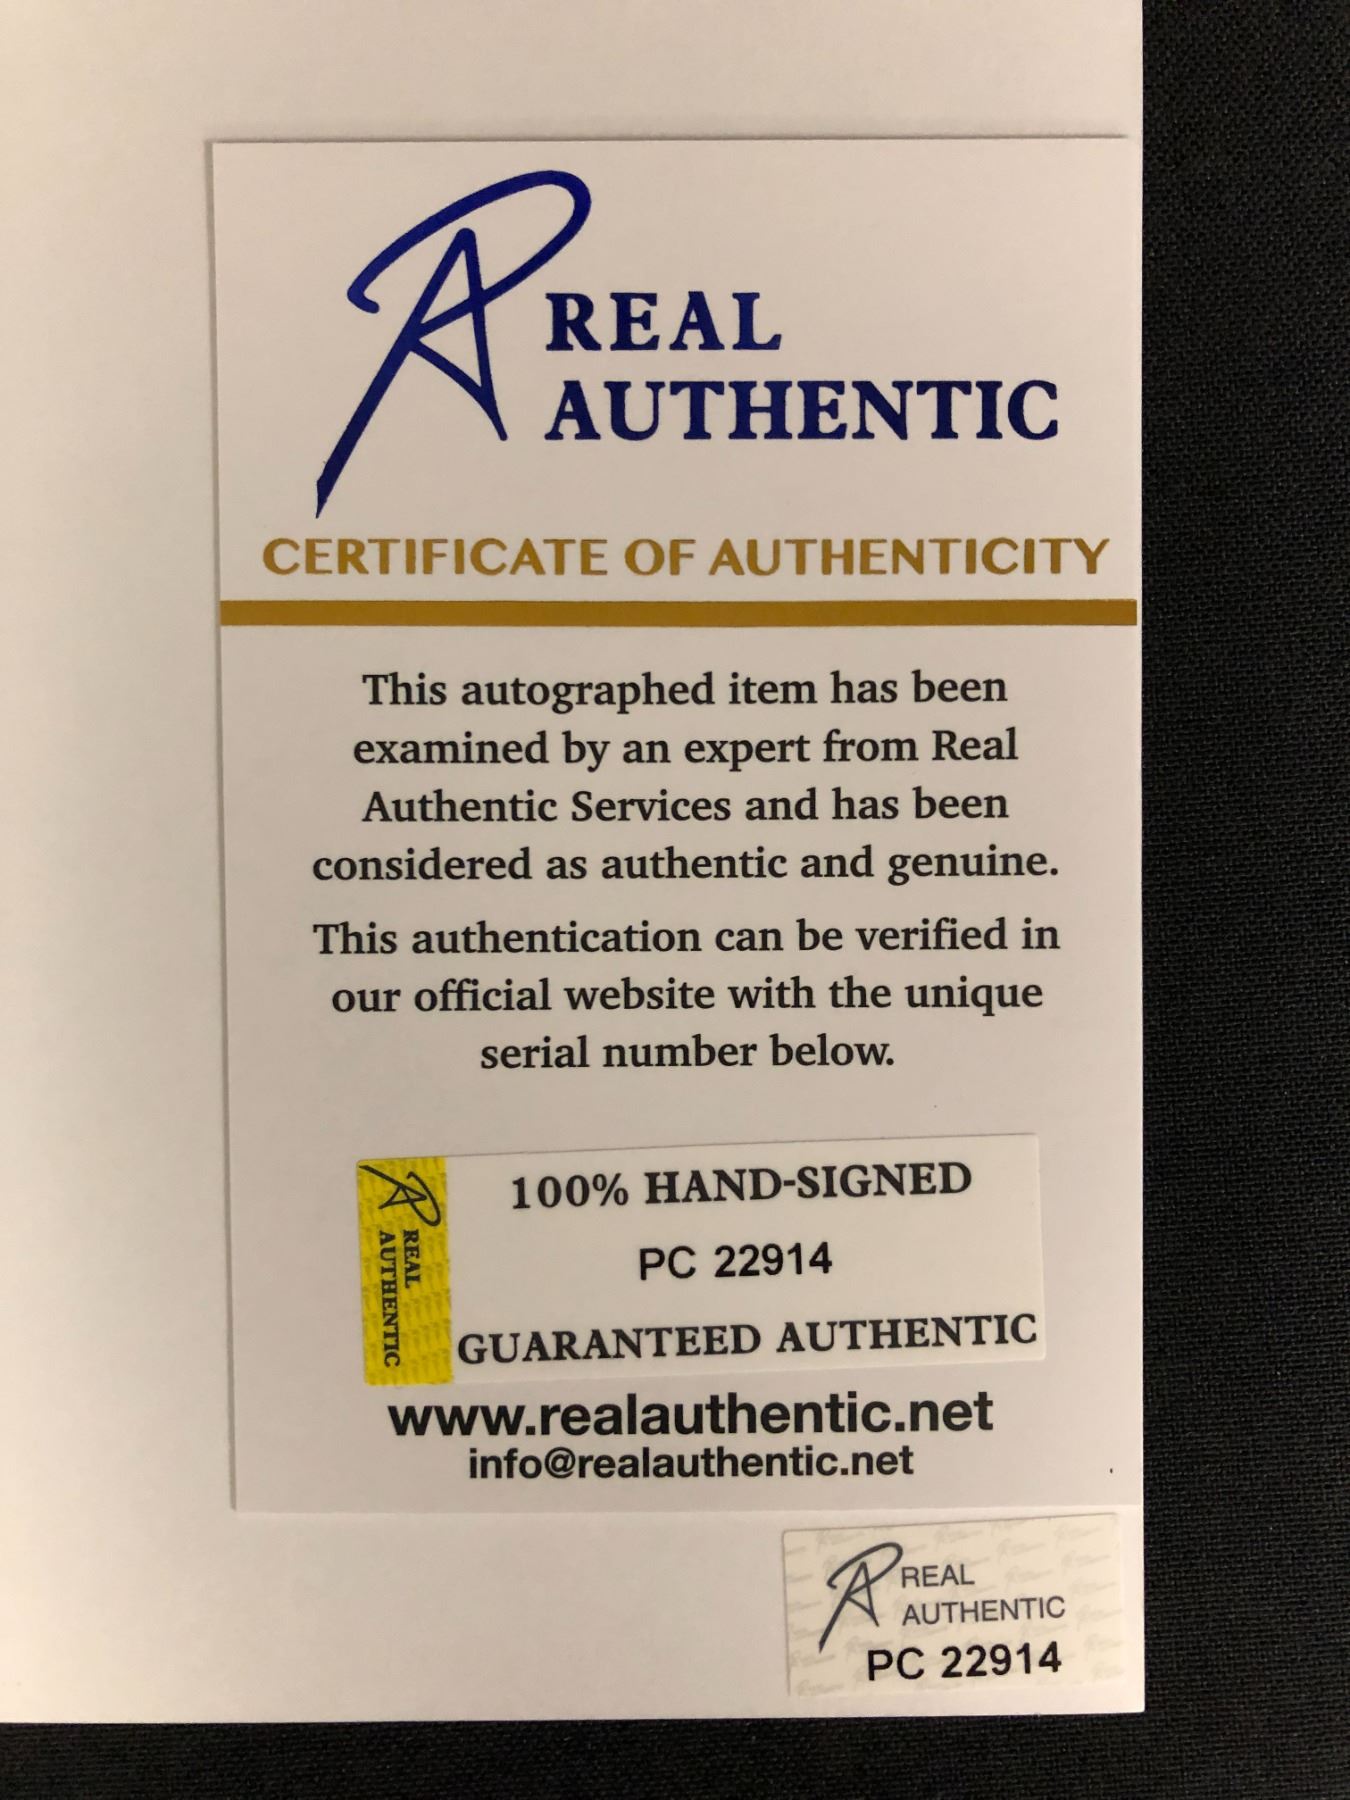 REAL
AUTHENTIC
CERTIFICATE OF AUTHENTICITY
This autographed item has been
examined by an expert from Real
Authentic Services and has been
considered as authentic and genuine.
This authentication can be verified in
our official website with the unique
serial number below.
REAL
AUTHENTIC
100% HAND-SIGNED
PC 22914
GUARANTEED AUTHENTIC
www.realauthentic.net
info@realauthentic.net
REAL
AUTHENTIC
PC 22914